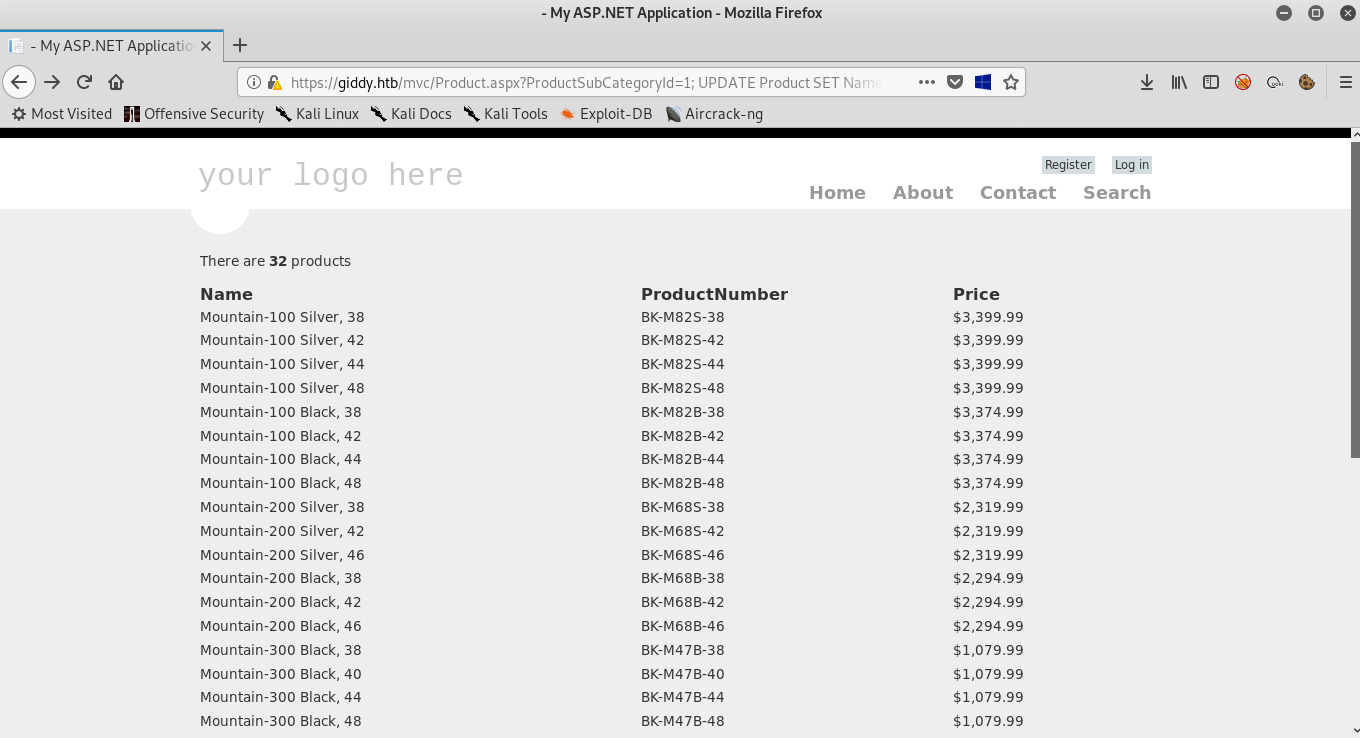 - My ASP.NET Application - Mozilla Firefox
- My ASP.NET Applicatio
https://giddy.htb/mvc/Product.aspx?ProductSubCategoryId=1; UPDATE Product SET Name
Most Visited Offensive Security Kali Linux Kali Docs Kali Tools Exploit-DB Aircrack-ng
Register Log in
your logo here
Home About Contact Search
There are 32 products
Name ProductNumber Price
Mountain-100 Silver, 38 BK-M82S-38 $3,399.99
Mountain-100 Silver, 42 BK-M82S-42 $3,399.99
Mountain-100 Silver, 44 BK-M82S-44 $3,399.99
Mountain-100 Silver, 48 BK-M82S-48 $3,399.99
Mountain-100 Black, 38 BK-M82B-38 $3,374.99
Mountain-100 Black, 42 BK-M82B-42 $3,374.99
Mountain-100 Black, 44 BK-M82B-44 $3,374.99
Mountain-100 Black, 48 BK-M82B-48 $3,374.99
Mountain-200 Silver, 38 BK-M68S-38 $2,319.99
Mountain-200 Silver, 42 BK-M68S-42 $2,319.99
Mountain-200 Silver, 46 BK-M68S-46 $2,319.99
Mountain-200 Black, 38 BK-M68B-38 $2,294.99
Mountain-200 Black, 42 BK-M68B-42 $2,294.99
Mountain-200 Black, 46 BK-M68B-46 $2,294.99
Mountain-300 Black, 38 BK-M47B-38 $1,079.99
Mountain-300 Black, 40 BK-M47B-40 $1,079.99
Mountain-300 Black, 44 BK-M47B-44 $1,079.99
Mountain-300 Black, 48 BK-M47B-48 $1,079.99